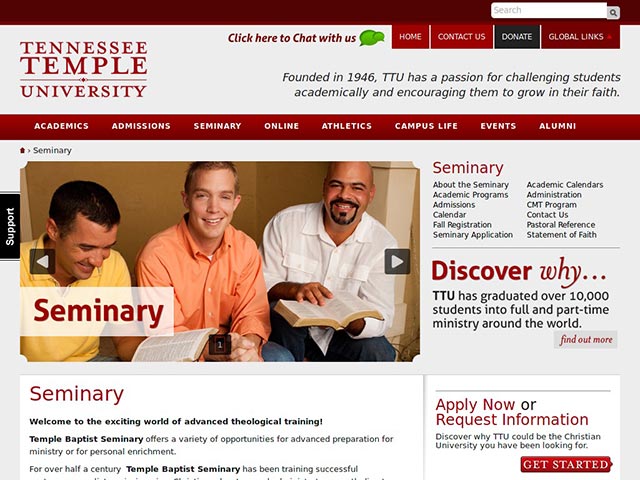 Search
Click here to Chat with us
HOME
CONTACT US
DONATE
GLOBAL LINKS
TENNESSEE
TEMPLE
UNIVERSITY
Founded in 1946, TTU has a passion for challenging students
academically and encouraging them to grow in their faith.
ACADEMICS ADMISSIONS SEMINARY ONLINE ATHLETICS CAMPUS LIFE EVENTS ALUMNI
› Seminary
Support
Seminary
1
Seminary
About the Seminary
Academic Programs
Admissions
Calendar
Fall Registration
Seminary Application
Academic Calendars
Administration
CMT Program
Contact Us
Pastoral Reference
Statement of Faith
Discover why...
TTU has graduated over 10,000
students into full and part-time
ministry around the world.
find out more
Seminary
Welcome to the exciting world of advanced theological training!
Temple Baptist Seminary offers a variety of opportunities for advanced preparation for
ministry or for personal enrichment.
For over half a century Temple Baptist Seminary has been training successful
Apply Now or
Request Information
Discover why TTU could be the Christian
University you have been looking for.
GET STARTED